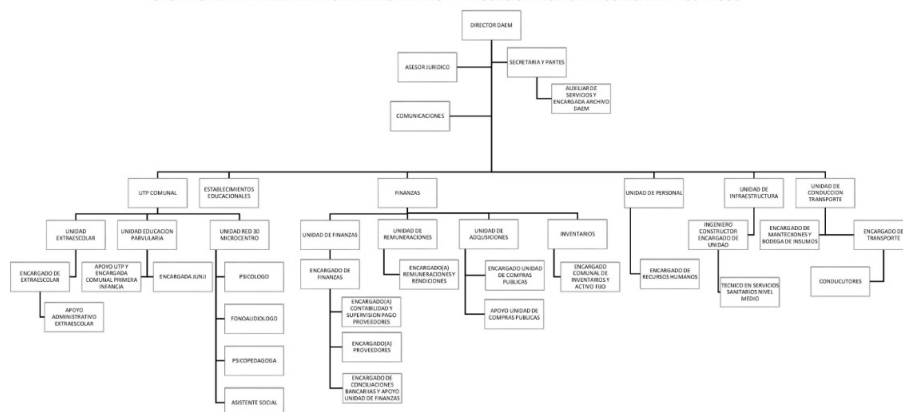 DIRECTOR DAEM
ASESOR JURIDICO
SECRETARIA Y PARTES
AUXILIAR DE
SERVICIOS Y
ENCARGADA ARCHIVO
DAEM
COMUNICACIONES
UTP COMUNAL
ESTABLECIMIENTOS
EDUCACIONALES
FINANZAS
UNIDAD DE PERSONAL
UNIDAD DE
INFRAESTRUCTURA
UNIDAD DE
CONDUCCION
TRANSPORTE
UNIDAD
EXTRAESCOLAR
UNIDAD EDUCACION
PARVULARIA
UNIDAD RED 30
MICROCENTRO
UNIDAD DE FINANZAS
UNIDAD DE
REMUNERACIONES
UNIDAD DE
ADQUSICIONES
INVENTARIOS
INGENIERO
CONSTRUCTOR
ENCARGADO DE
UNIDAD
ENCARGADO DE
MANTECIONES Y
BODEGA DE INSUMOS
ENCARGADO DE
TRANSPORTE
ENCARGADO DE
EXTRAESCOLAR
APOYO UTP Y
ENCARGADA
COMUNAL PRIMERA
INFANCIA
ENCARGADA JUNJI
PSICOLOGO
ENCARGADO DE
FINANZAS
ENCARGADO(A)
REMUNERACIONES Y
RENDICIONES
ENCARGADO UNIDAD
DE COMPRAS
PUBLICAS
ENCARGADO
COMUNAL DE
INVENTARIOS Y
ACTIVO FIJO
ENCARGADO DE
RECURSOS HUMANOS
TECNICO EN SERVICIOS
SANITARIOS NIVEL
MEDIO
CONDUCUTORES
APOYO
ADMINISTRATIVO
EXTRAESCOLAR
FONOAUDIOLOGO
ENCARGADO(A)
CONTABILIDAD Y
SUPERVISION PAGO
PROVEEDORES
APOYO UNIDAD DE
COMPRAS PUBLICAS
PSICOPEDAGOGA
ENCARGADO(A)
PROVEEDORES
ASISTENTE SOCIAL
ENCARGADO DE
CONCILIACIONES
BANCARIAS Y APOYO
UNIDAD DE FINANZAS